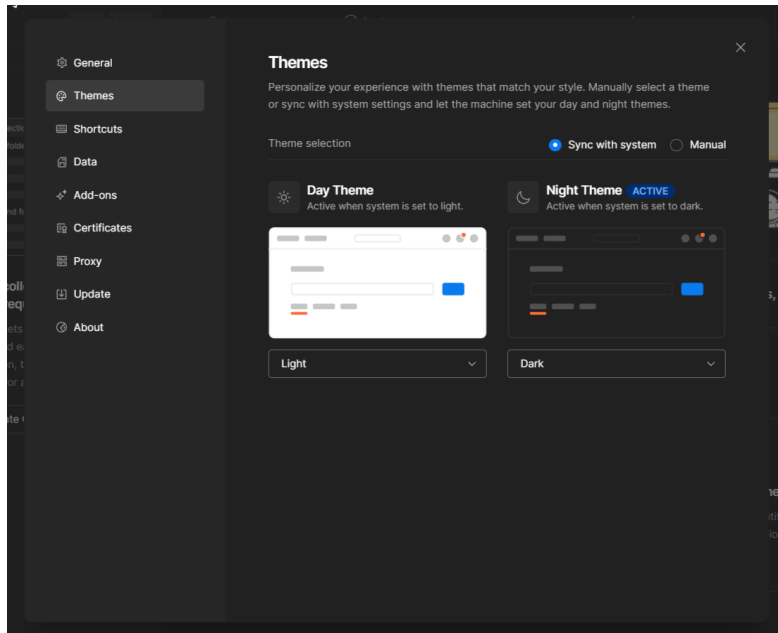 General
Themes
Shortcuts
Data
Add-ons
Certificates
Proxy
Update
About
Themes
Personalize your experience with themes that match your style. Manually select a theme
or sync with system settings and let the machine set your day and night themes.
Theme selection
Sync with system
Manual
Day Theme
Active when system is set to light.
Night Theme ACTIVE
Active when system is set to dark.
Light
Dark